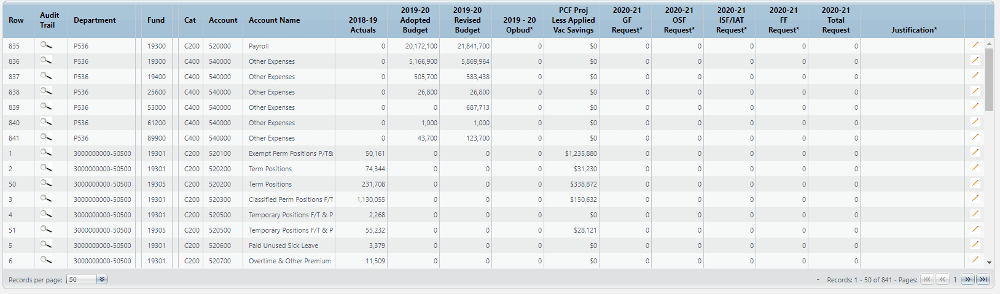 Row Audit Trail Department Fund Cat Account Account Name 2018-19 Actuals 2019-20 Adopted Budget 2019-20 Revised Budget 2019 - 20 Opbud* PCF Proj Less Applied Vac Savings 2020-21 GF Request* 2020-21 OSF Request* 2020-21 ISF/IAT Request* 2020-21 FF Request* 2020-21 Total Request Justification*
835 P536 19300 C200 520000 Payroll 0 20,172,100 21,841,700 0 $0 0 0 0 0 0
836 P536 19300 C400 540000 Other Expenses 0 5,166,900 5,869,964 0 $0 0 0 0 0 0
837 P536 19400 C400 540000 Other Expenses 0 505,700 583,438 0 $0 0 0 0 0 0
838 P536 25600 C400 540000 Other Expenses 0 26,800 26,800 0 $0 0 0 0 0 0
839 P536 53000 C400 540000 Other Expenses 0 0 687,713 0 $0 0 0 0 0 0
840 P536 61200 C400 540000 Other Expenses 0 1,000 1,000 0 $0 0 0 0 0 0
841 P536 89900 C400 540000 Other Expenses 0 43,700 123,700 0 $0 0 0 0 0 0
1 3000000000-50500 19301 C200 520100 Exempt Perm Positions P/T& 50,161 0 0 0 $1,235,880 0 0 0 0 0
2 3000000000-50500 19301 C200 520200 Term Positions 74,344 0 0 0 $31,230 0 0 0 0 0
50 3000000000-50500 19305 C200 520200 Term Positions 231,708 0 0 0 $338,872 0 0 0 0 0
3 3000000000-50500 19301 C200 520300 Classified Perm Positions F/T 1,130,055 0 0 0 $150,632 0 0 0 0 0
4 3000000000-50500 19301 C200 520500 Temporary Positions F/T & P 2,268 0 0 0 $0 0 0 0 0 0
51 3000000000-50500 19305 C200 520500 Temporary Positions F/T & P 55,232 0 0 0 $28,121 0 0 0 0 0
5 3000000000-50500 19301 C200 520600 Paid Unused Sick Leave 3,379 0 0 0 $0 0 0 0 0 0
6 3000000000-50500 19301 C200 520700 Overtime & Other Premium 11,509 0 0 0 $0 0 0 0 0 0
Records per page: 50 - Records: 1 - 50 of 841 - Pages: 1